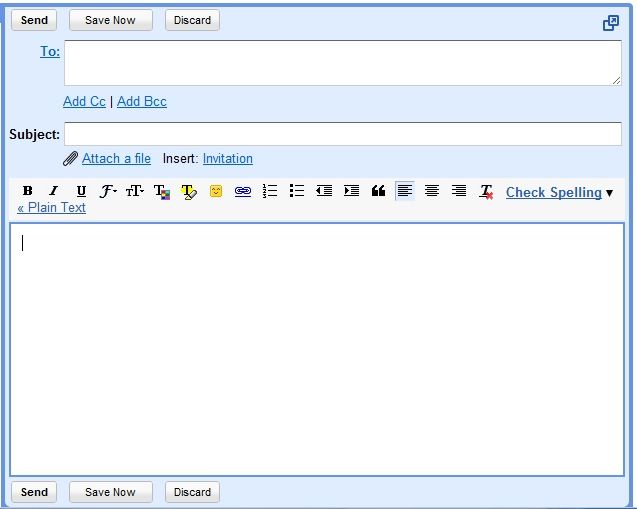 Send Save Now Discard
To:
Add Cc | Add Bcc
Subject:
Attach a file Insert: Invitation
B I U F TT T T T Check Spelling ▾
« Plain Text
Send Save Now Discard